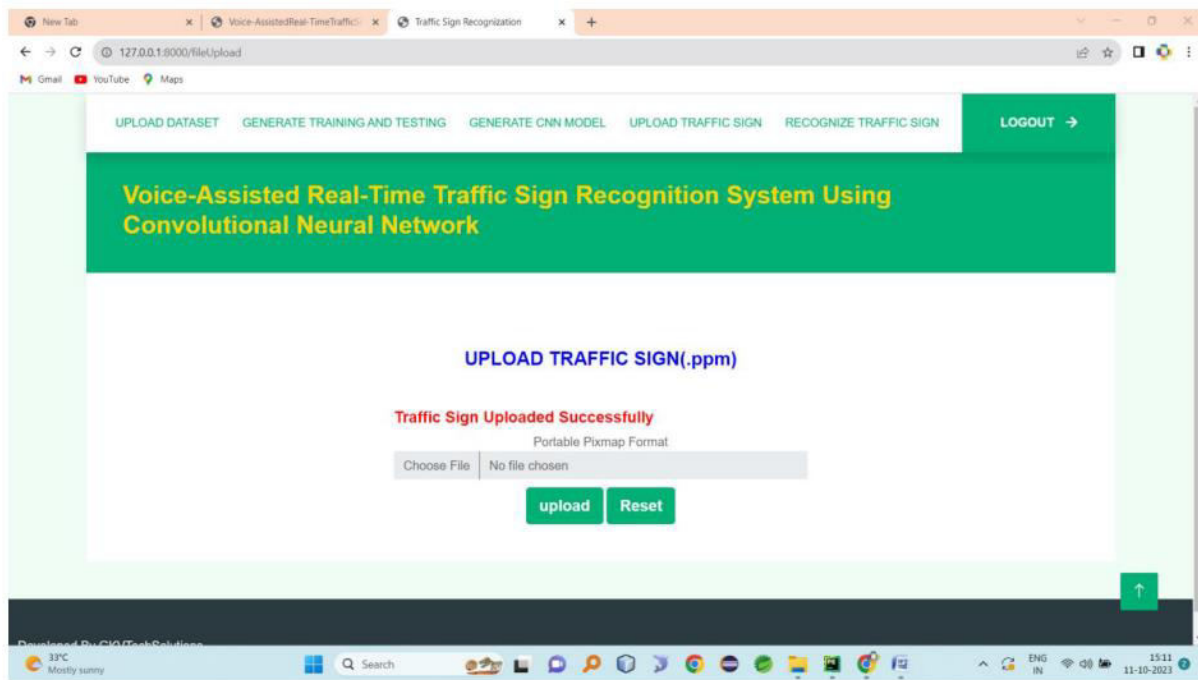 New Tab
Voice-AssistedReal-TimeTrafficSi
Traffic Sign Recognization
127.0.0.1:8000/fileUpload
Gmail YouTube Maps
UPLOAD DATASET GENERATE TRAINING AND TESTING GENERATE CNN MODEL UPLOAD TRAFFIC SIGN RECOGNIZE TRAFFIC SIGN LOGOUT →
Voice-Assisted Real-Time Traffic Sign Recognition System Using
Convolutional Neural Network
UPLOAD TRAFFIC SIGN(.ppm)
Traffic Sign Uploaded Successfully
Portable Pixmap Format
Choose File No file chosen
upload Reset
Developed By
33°C
Mostly sunny
Search
ENG
IN
15:11
11-10-2023